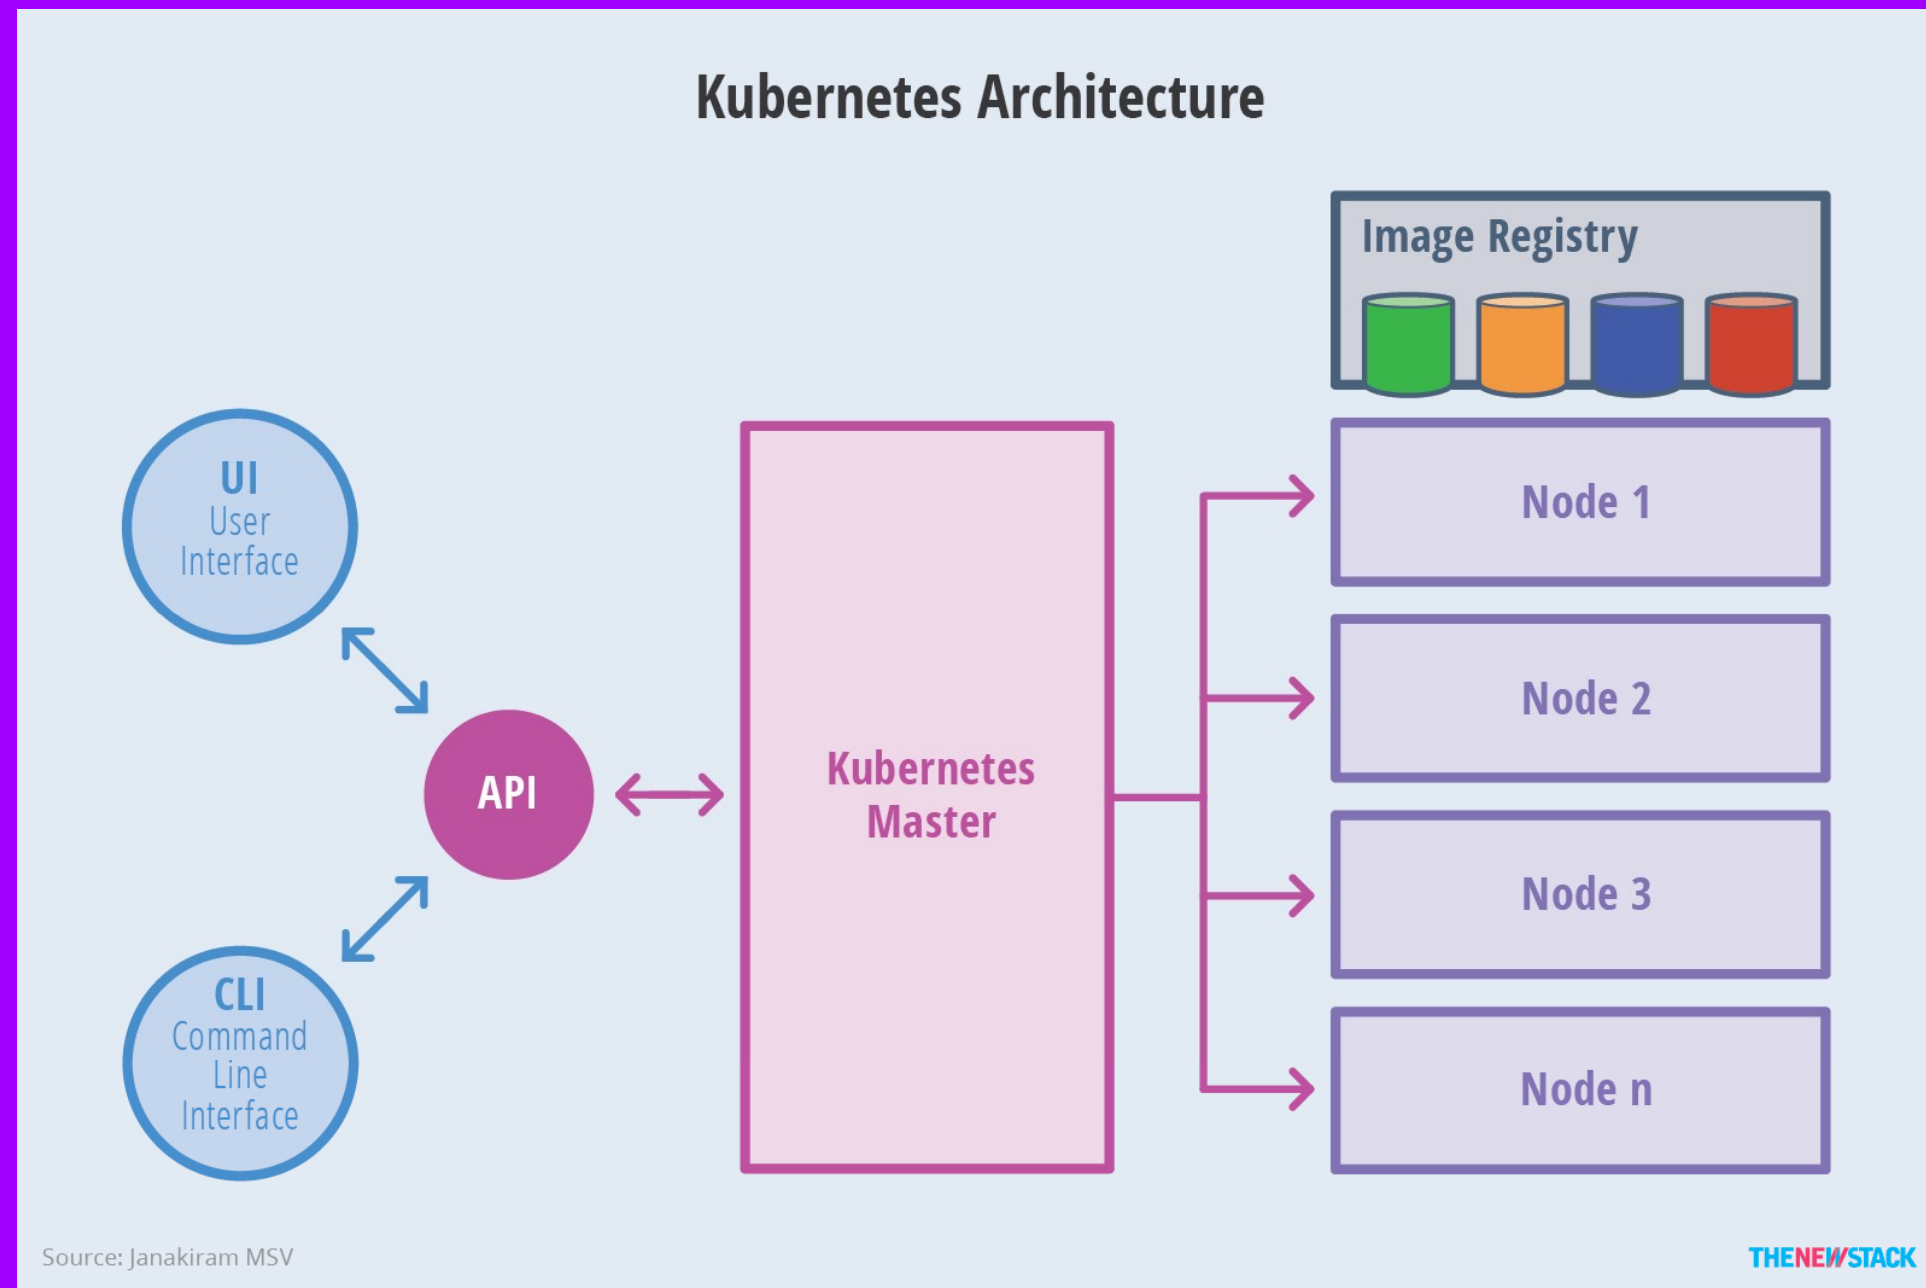 Kubernetes Architecture
Image Registry
UI
User
Interface
API
CLI
Command
Line
Interface
Kubernetes
Master
Node 1
Node 2
Node 3
Node n
Source: Janakiram MSV
THENEWSTACK